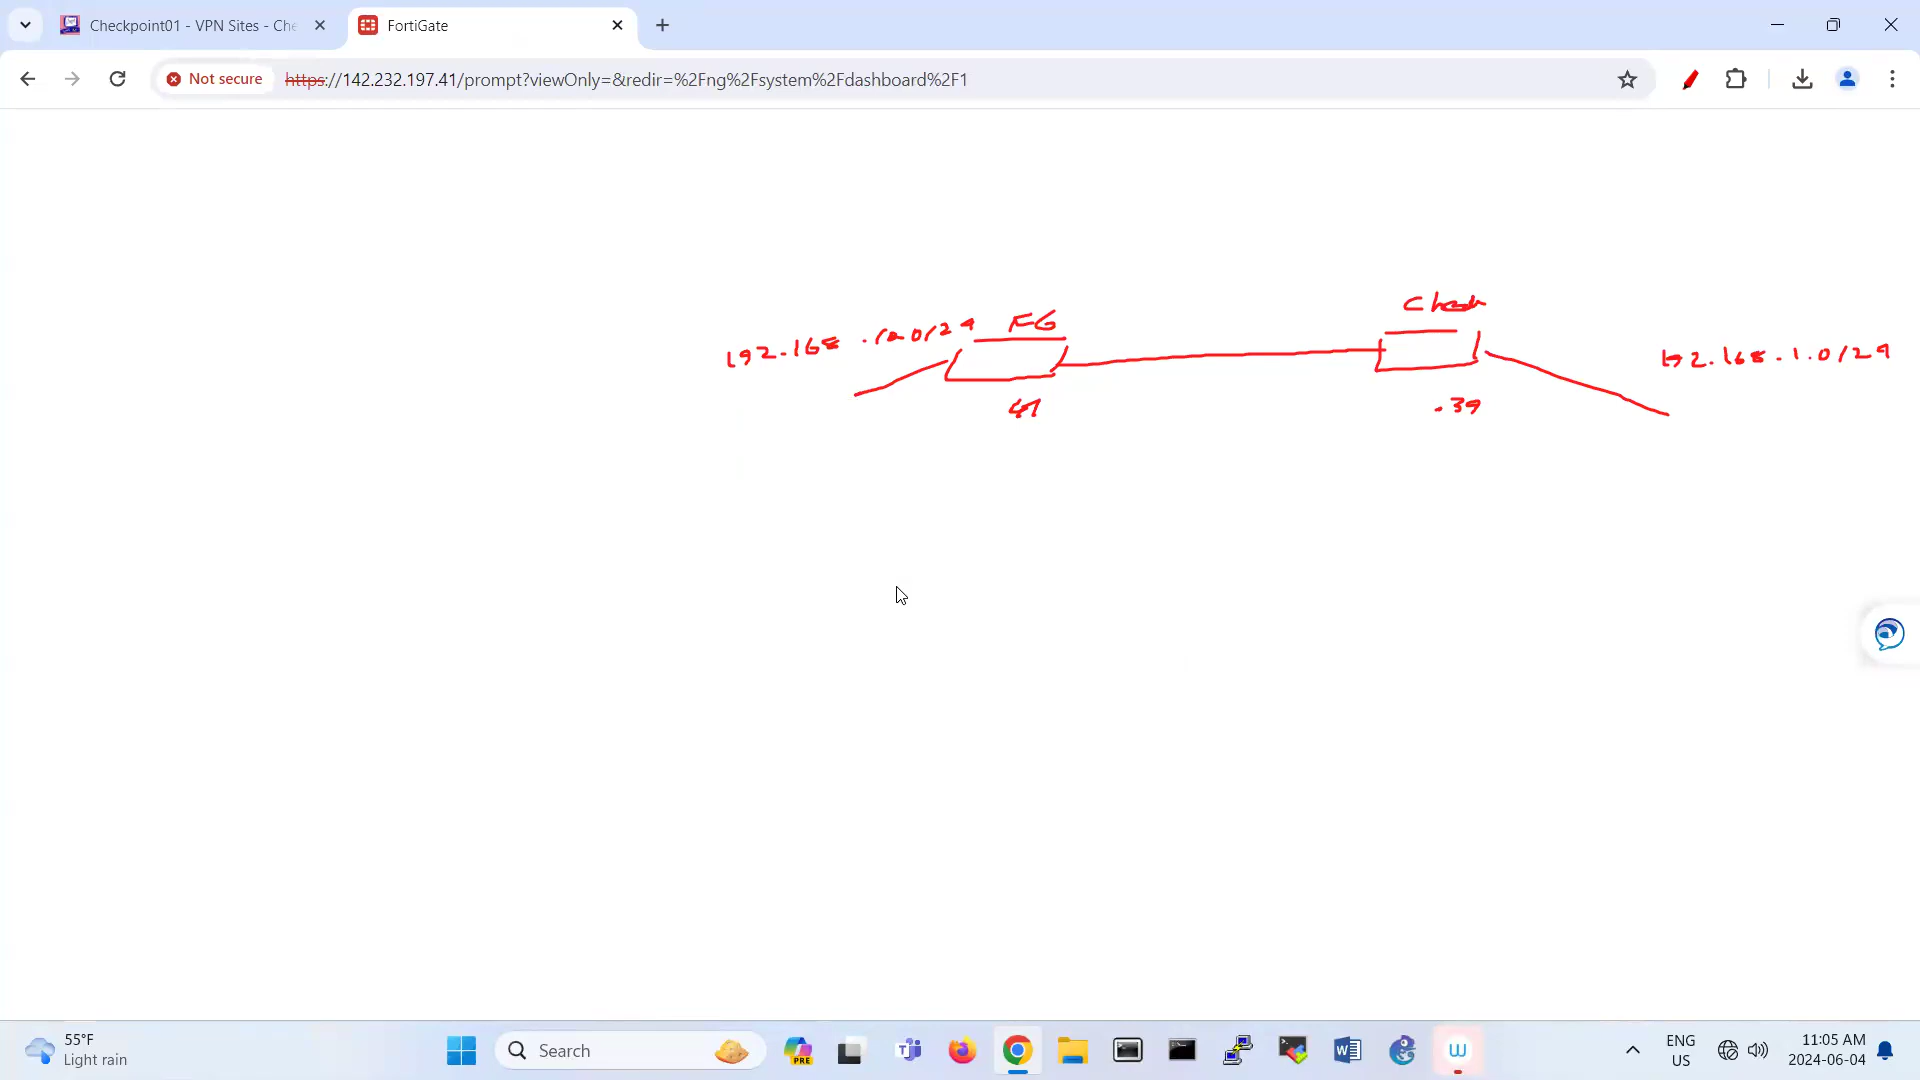 Checkpoint01 - VPN Sites - Che
FortiGate
Not secure
https://142.232.197.41/prompt?viewOnly=&redir=%2Fng%2Fsystem%2Fdashboard%2F1
Check
FG
192.168.10.0/24
192.168.1.0/24
41
.39
55°F
Light rain
Search
PRE
ENG
US
11:05 AM
2024-06-04